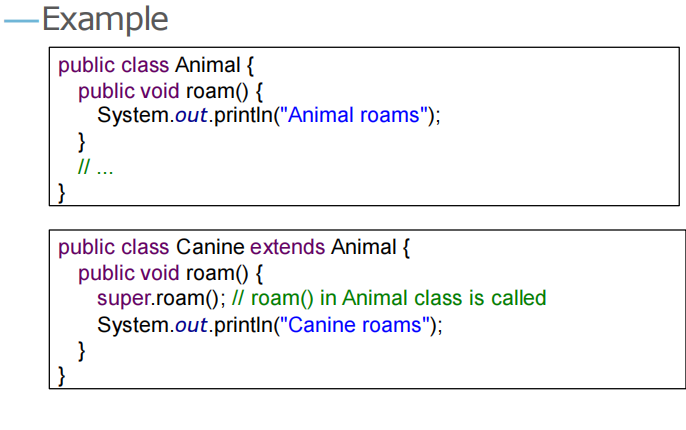 Example
public class Animal {
public void roam() {
System.out.println("Animal roams");
}
// ...
}
public class Canine extends Animal {
public void roam() {
super.roam(); // roam() in Animal class is called
System.out.println("Canine roams");
}
}